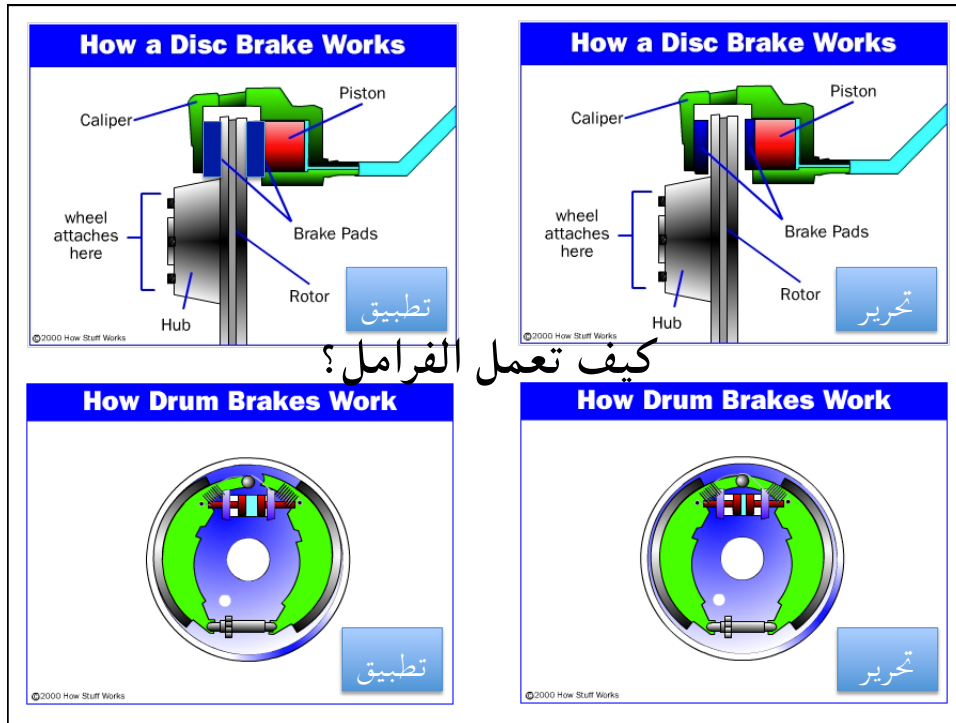 How a Disc Brake Works
Caliper
Piston
wheel
attaches
here
Brake Pads
Rotor
Hub
تطبيق
©2000 How Stuff Works
How a Disc Brake Works
Caliper
Piston
wheel
attaches
here
Brake Pads
Rotor
Hub
تحرير
©2000 How Stuff Works
كيف تعمل الفرامل؟
How Drum Brakes Work
تطبيق
©2000 How Stuff Works
How Drum Brakes Work
تحرير
©2000 How Stuff Works